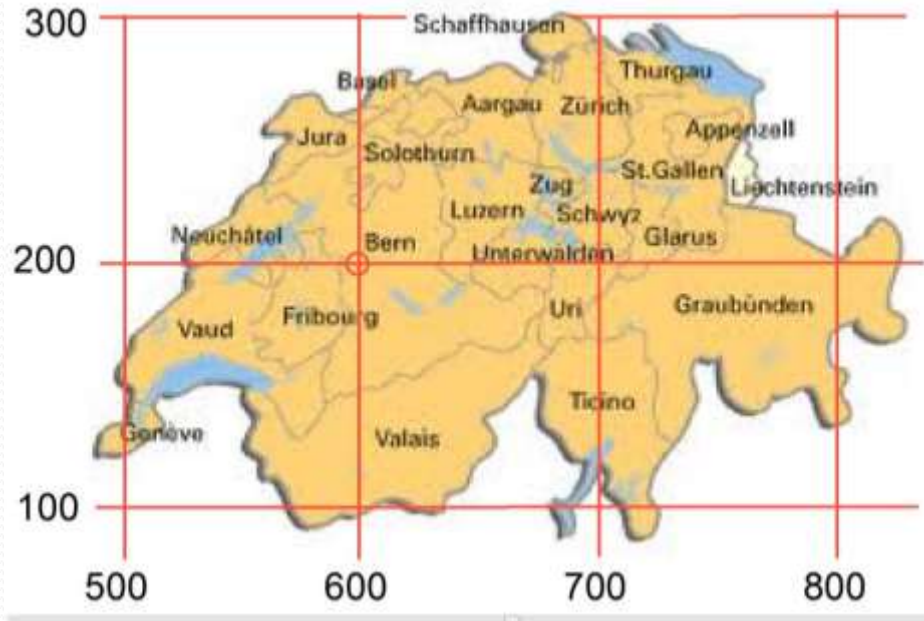 300
Schaffhausen
Thurgau
Basel
Aargau Zürich
Appenzell
Jura
Solothurn
St.Gallen
Zug
Liechtenstein
Luzern Schwyz
Neuchâtel
Bern
Glarus
Unterwalden
200
Graubünden
Fribourg
Uri
Vaud
Ticino
Genève
Valais
100
500 600 700 800